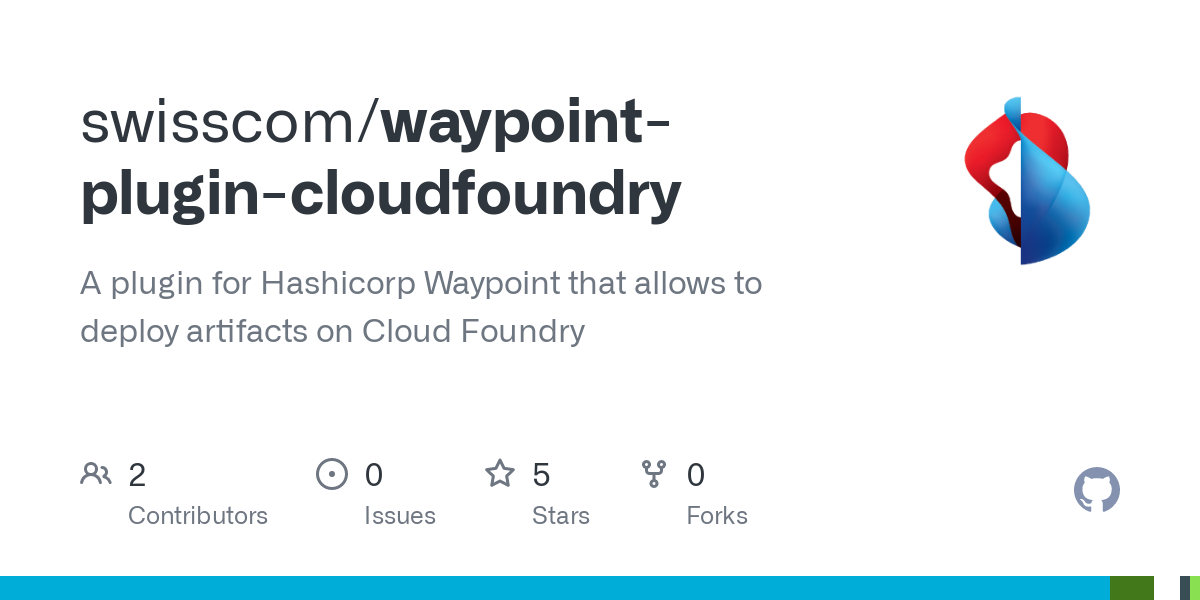 swisscom/waypoint-
plugin-cloudfoundry
A plugin for Hashicorp Waypoint that allows to
deploy artifacts on Cloud Foundry
2 0 5 0
Contributors Issues Stars Forks